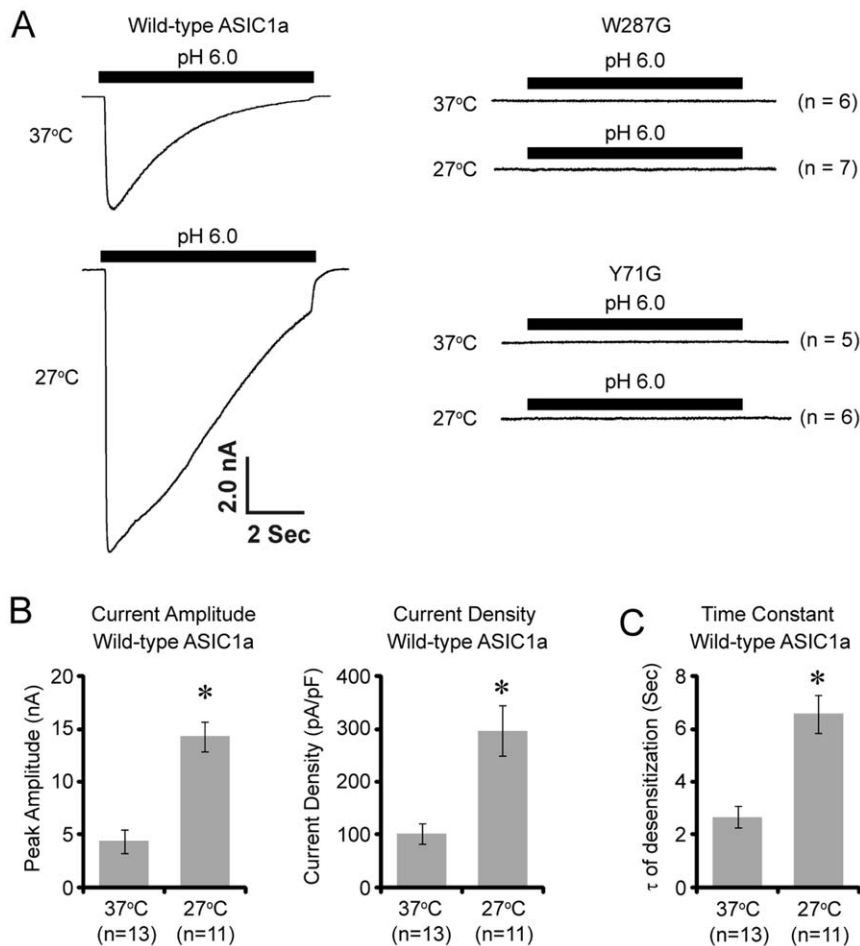 A
Wild-type ASIC1a
pH 6.0
37°C
pH 6.0
27°C
2.0 nA
2 Sec
W287G
pH 6.0
37°C
(n = 6)
pH 6.0
27°C
(n = 7)
Y71G
pH 6.0
37°C
(n = 5)
pH 6.0
27°C
(n = 6)
B
Current Amplitude
Wild-type ASIC1a
Peak Amplitude (nA)
20
15
10
5
0
*
37°C
(n=13)
27°C
(n=11)
Current Density
Wild-type ASIC1a
Current Density (pA/pF)
400
300
200
100
0
*
37°C
(n=13)
27°C
(n=11)
C
Time Constant
Wild-type ASIC1a
τ of desensitization (Sec)
8
6
4
2
0
*
37°C
(n=13)
27°C
(n=11)